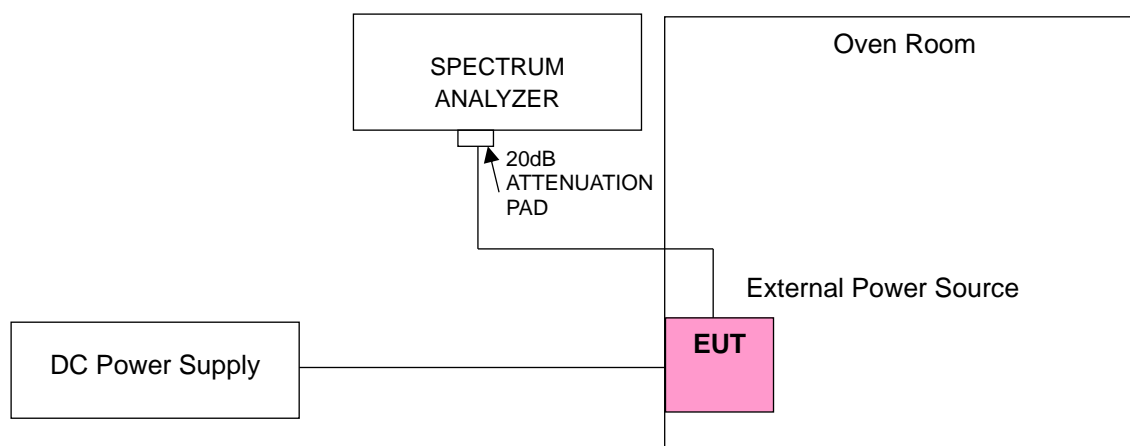 SPECTRUM
ANALYZER
Oven Room
20dB
ATTENUATION
PAD
External Power Source
EUT
DC Power Supply